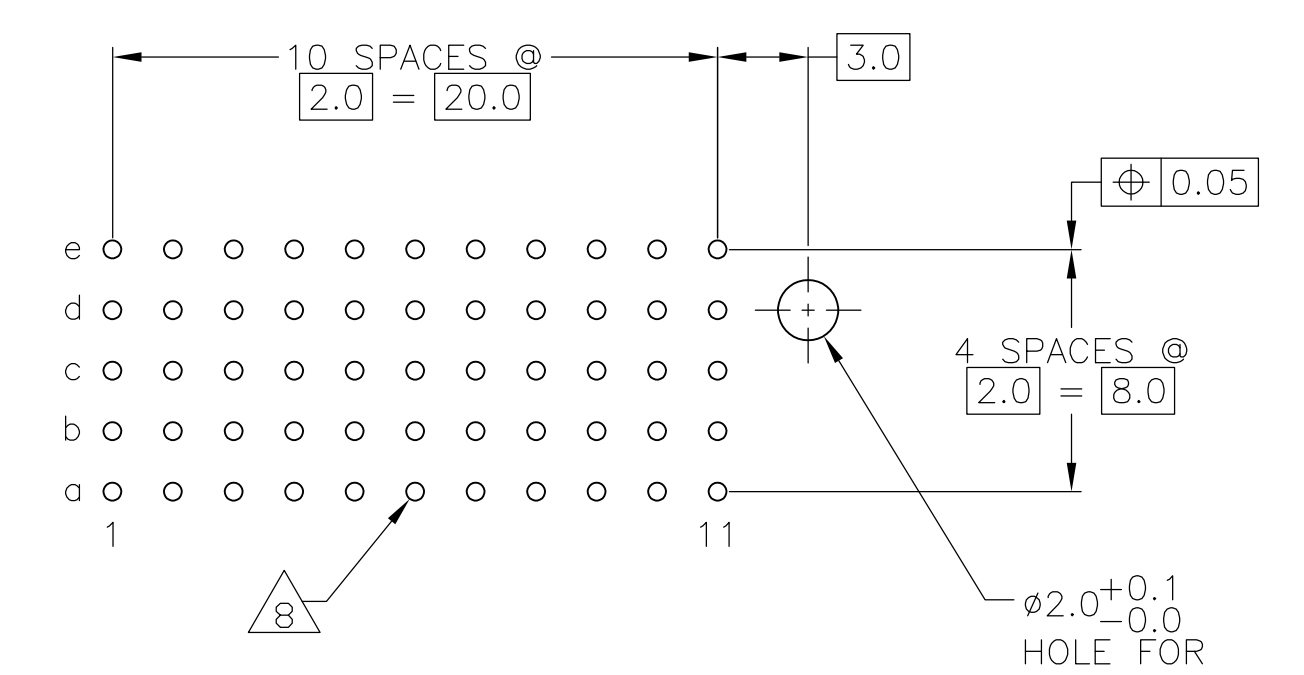 10 SPACES @
2.0 = 20.0
3.0
⌖ 0.05
e
d
4 SPACES @
c
2.0 = 8.0
b
a
1 11
8
ø2.0 +0.1 -0.0
HOLE FOR